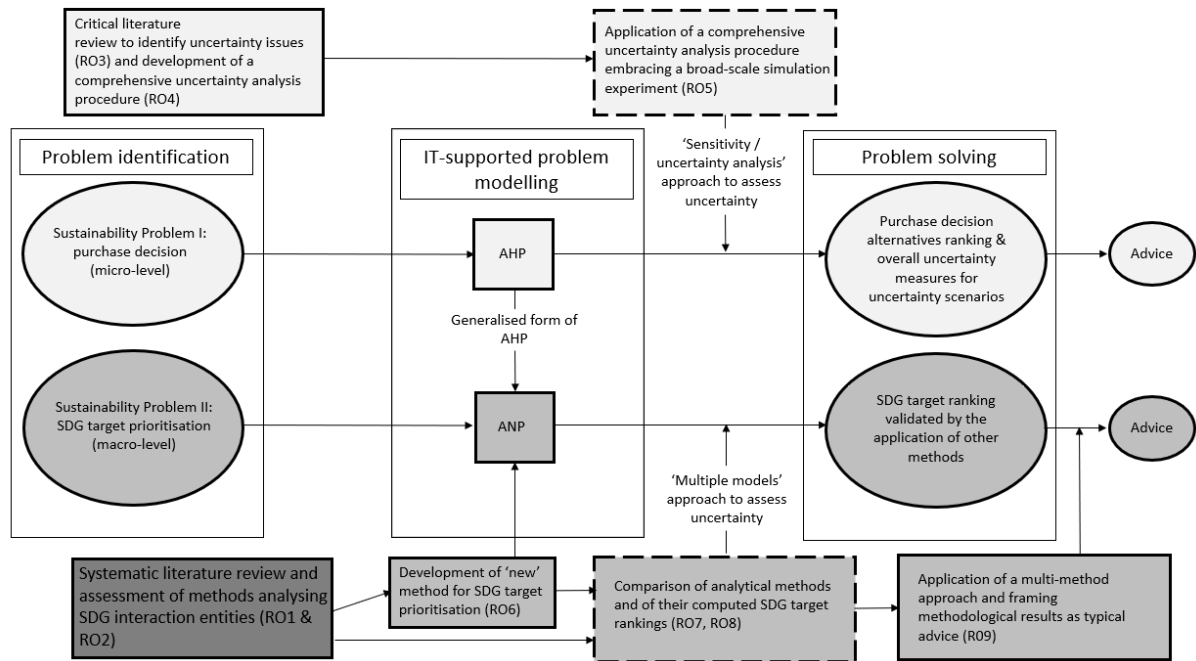 Critical literature
review to identify uncertainty issues
(RO3) and development of a
comprehensive uncertainty analysis
procedure (RO4)
Application of a comprehensive
uncertainty analysis procedure
embracing a broad-scale simulation
experiment (RO5)
Problem identification
IT-supported problem
modelling
‘Sensitivity /
uncertainty analysis’
approach to assess
uncertainty
Problem solving
Sustainability Problem I:
purchase decision
(micro-level)
AHP
Purchase decision
alternatives ranking &
overall uncertainty
measures for
uncertainty scenarios
Advice
Generalised form of
AHP
Sustainability Problem II:
SDG target prioritisation
(macro-level)
ANP
SDG target ranking
validated by the
application of other
methods
Advice
‘Multiple models’
approach to assess
uncertainty
Systematic literature review and
assessment of methods analysing
SDG interaction entities (RO1 &
RO2)
Development of ‘new’
method for SDG target
prioritisation (RO6)
Comparison of analytical methods
and of their computed SDG target
rankings (RO7, RO8)
Application of a multi-method
approach and framing
methodological results as typical
advice (R09)